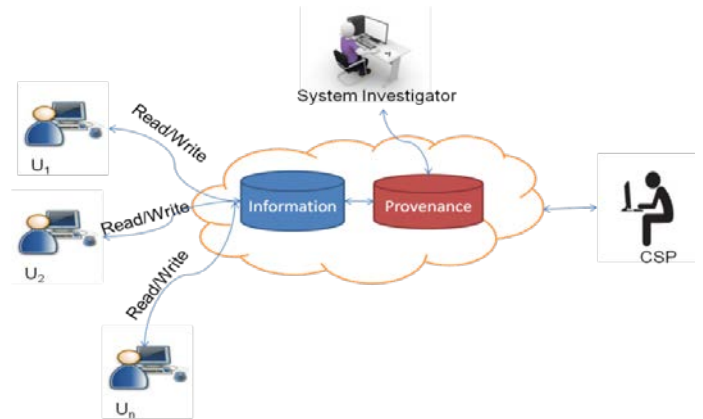 System Investigator
Read/Write
U1
Read/Write
Information
Provenance
U2
CSP
Read/Write
Un